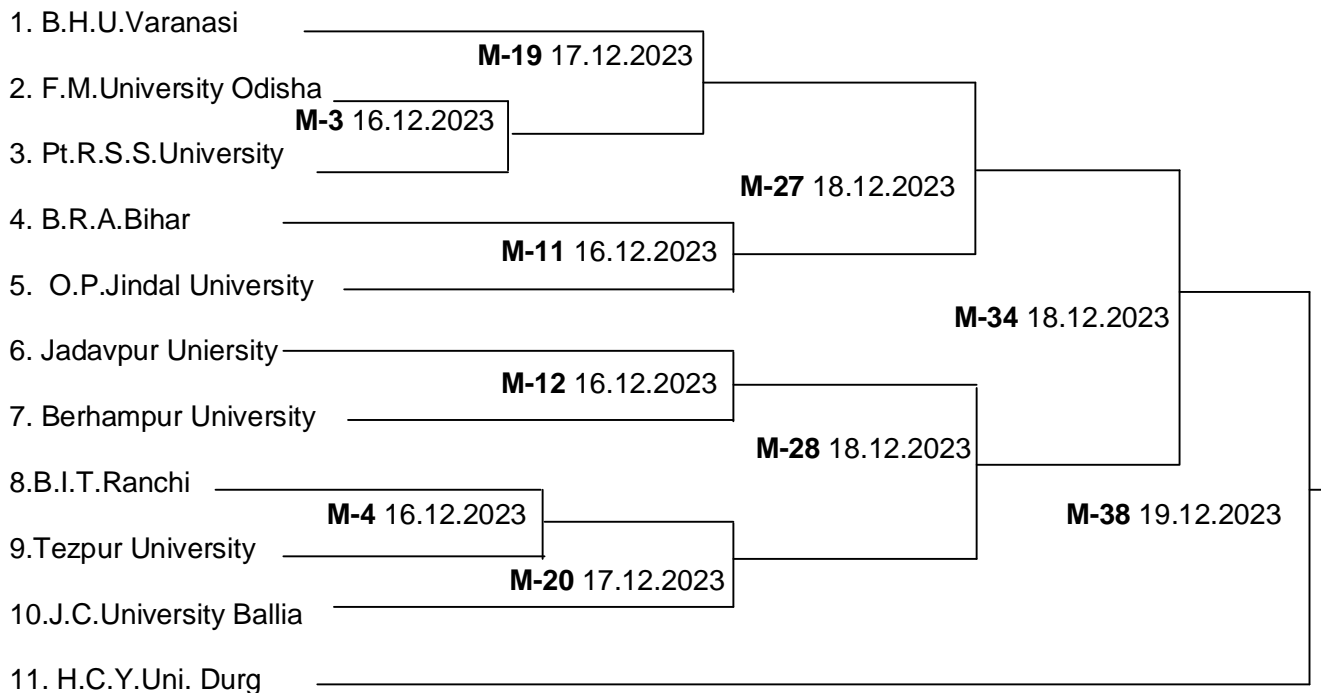 1. B.H.U.Varanasi
M-19 17.12.2023
2. F.M.University Odisha
M-3 16.12.2023
3. Pt.R.S.S.University
M-27 18.12.2023
4. B.R.A.Bihar
M-11 16.12.2023
5. O.P.Jindal University
M-34 18.12.2023
6. Jadavpur Uniersity
M-12 16.12.2023
7. Berhampur University
M-28 18.12.2023
8.B.I.T.Ranchi
M-4 16.12.2023
M-38 19.12.2023
9.Tezpur University
M-20 17.12.2023
10.J.C.University Ballia
11. H.C.Y.Uni. Durg